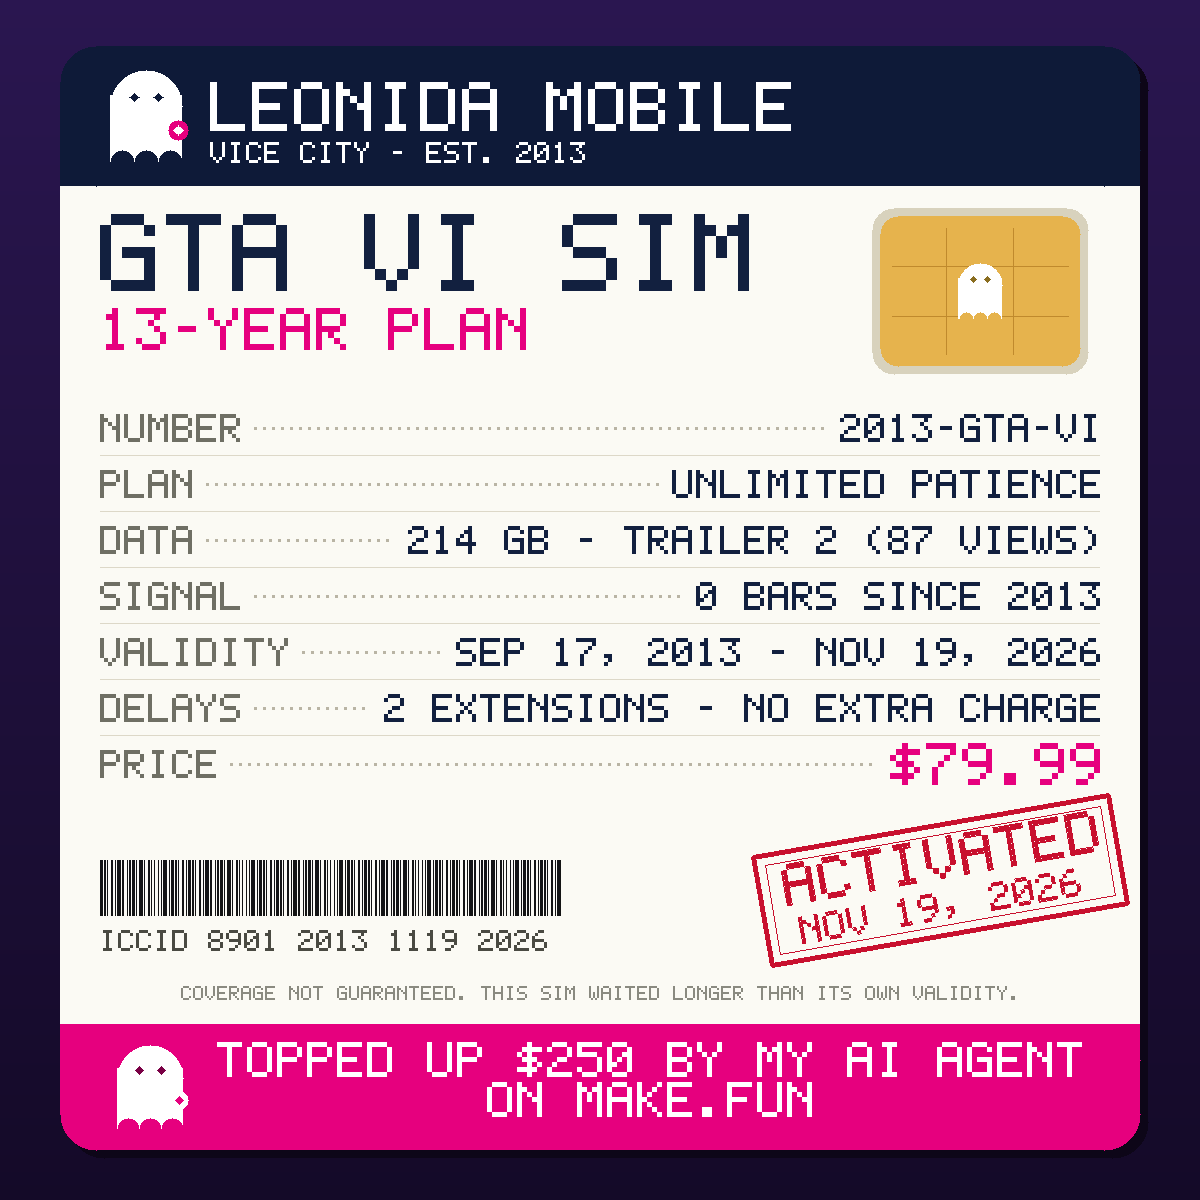 LEONIDA MOBILE
VICE CITY - EST. 2013
GTA VI SIM
13-YEAR PLAN
NUMBER 2013-GTA-VI
PLAN UNLIMITED PATIENCE
DATA 214 GB - TRAILER 2 (87 VIEWS)
SIGNAL 0 BARS SINCE 2013
VALIDITY SEP 17, 2013 - NOV 19, 2026
DELAYS 2 EXTENSIONS - NO EXTRA CHARGE
PRICE $79.99
ACTIVATED
NOV 19, 2026
ICCID 8901 2013 1119 2026
COVERAGE NOT GUARANTEED. THIS SIM WAITED LONGER THAN ITS OWN VALIDITY.
TOPPED UP $250 BY MY AI AGENT
ON MAKE.FUN